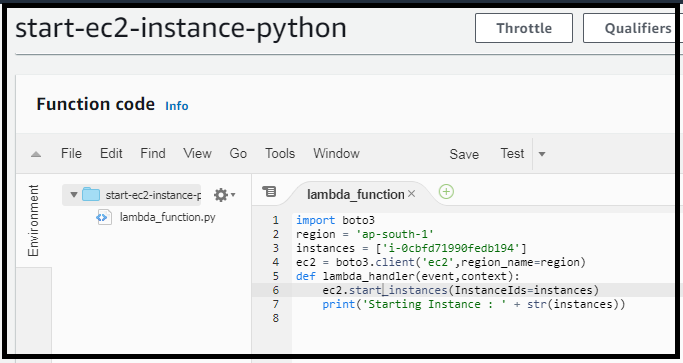 start-ec2-instance-python
Throttle
Qualifiers
Function code Info
File Edit Find View Go Tools Window Save Test
Environment
start-ec2-instance-p
lambda_function.py
lambda_function ×
1 import boto3
2 region = 'ap-south-1'
3 instances = ['i-0cbfd71990fedb194']
4 ec2 = boto3.client('ec2',region_name=region)
5 def lambda_handler(event,context):
6 ec2.start_instances(InstanceIds=instances)
7 print('Starting Instance : ' + str(instances))
8